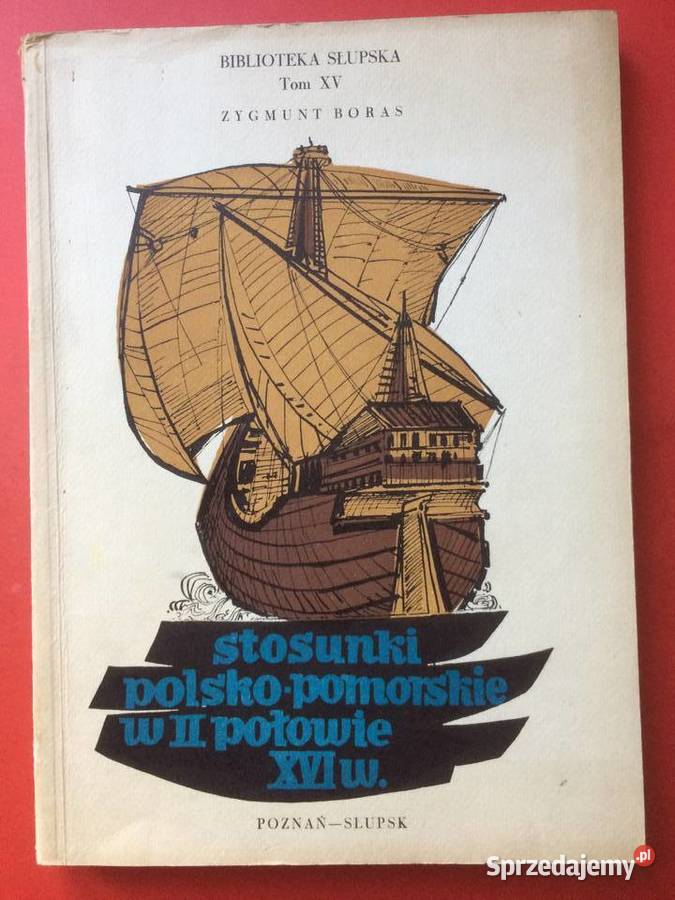 BIBLIOTEKA SŁUPSKA
Tom XV
ZYGMUNT BORAS
stosunki
polsko-pomorskie
w II połowie
XVI w.
POZNAŃ—SŁUPSK
Sprzedajemy.pl